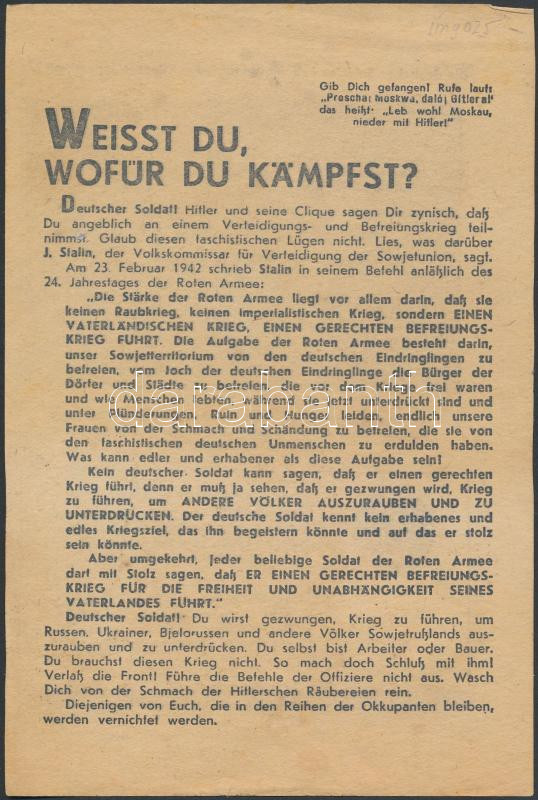 Gib Dich gefangen! Rufe laut:
„Proschai Moskwa, daloj Gitlera!"
das heißt: „Leb wohl Moskau,
nieder mit Hitler!"
WEISST DU,
WOFÜR DU KÄMPFST?
Deutscher Soldat! Hitler und seine Clique sagen Dir zynisch, daß
Du angeblich an einem Verteidigungs- und Befreiungskrieg teil-
nimmst. Glaub diesen faschistischen Lügen nicht. Lies, was darüber
J. Stalin, der Volkskommissar für Verteidigung der Sowjetunion, sagt.
Am 23. Februar 1942 schrieb Stalin in seinem Befehl anläßlich des
24. Jahrestages der Roten Armee:
„Die Stärke der Roten Armee liegt vor allem darin, daß sie
keinen Raubkrieg, keinen imperialistischen Krieg, sondern EINEN
VATERLÄNDISCHEN KRIEG, EINEN GERECHTEN BEFREIUNGS-
KRIEG FÜHRT. Die Aufgabe der Roten Armee besteht darin,
unser Sowjetterritorium von den deutschen Eindringlingen zu
befreien, vom Joch der deutschen Eindringlinge die Bürger der
Dörfer und Städte zu befreien, die vor dem Kriege frei waren
und wie Menschen lebten, während sie jetzt unterdrückt sind und
unter Plünderungen, Ruin und Hunger leiden, endlich unsere
Frauen von der Schmach und Schändung zu befreien, die sie von
den faschistischen deutschen Unmenschen zu erdulden haben.
Was kann edler und erhabener als diese Aufgabe sein!
Kein deutscher Soldat kann sagen, daß er einen gerechten
Krieg führt, denn er muß ja sehen, daß er gezwungen wird, Krieg
zu führen, um ANDERE VÖLKER AUSZURAUBEN UND ZU
UNTERDRÜCKEN. Der deutsche Soldat kennt kein erhabenes und
edles Kriegsziel, das ihn begeistern könnte und auf das er stolz
sein könnte.
Aber umgekehrt, jeder beliebige Soldat der Roten Armee
darf mit Stolz sagen, daß ER EINEN GERECHTEN BEFREIUNGS-
KRIEG FÜR DIE FREIHEIT UND UNABHÄNGIGKEIT SEINES
VATERLANDES FÜHRT."
Deutscher Soldat! Du wirst gezwungen, Krieg zu führen, um
Russen, Ukrainer, Bjelorussen und andere Völker Sowjetrußlands aus-
zurauben und zu unterdrücken. Du selbst bist Arbeiter oder Bauer.
Du brauchst diesen Krieg nicht. So mach doch Schluß mit ihm!
Verlaß die Front! Führe die Befehle der Offiziere nicht aus. Wasch
Dich von der Schmach der Hitlerschen Räubereien rein.
Diejenigen von Euch, die in den Reihen der Okkupanten bleiben,
werden vernichtet werden.
darabanth